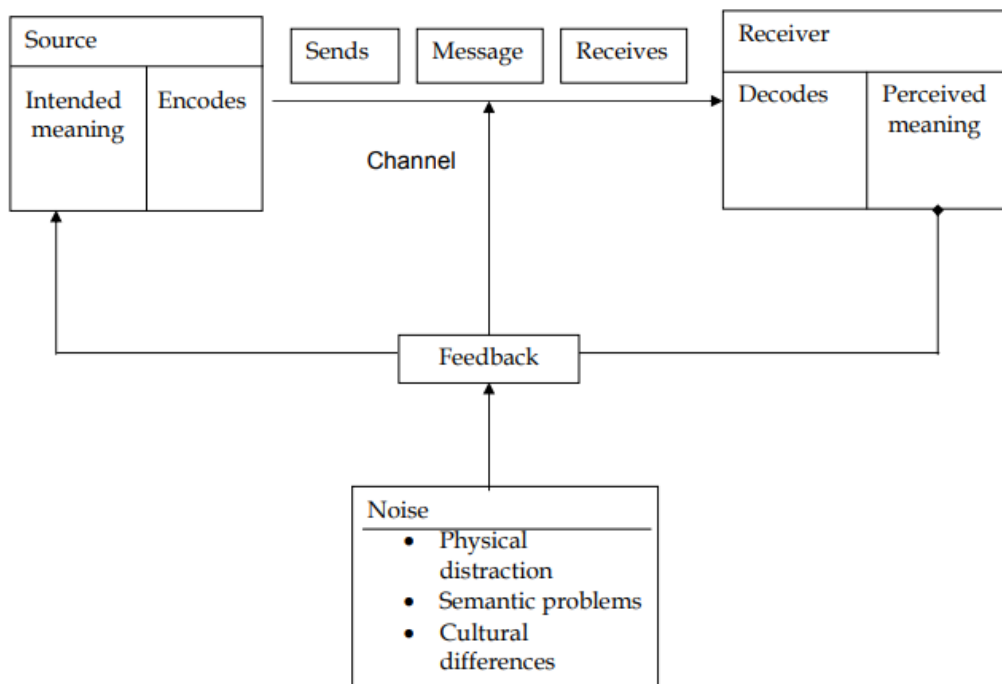 Source
Intended
meaning
Encodes
Sends
Message
Receives
Channel
Receiver
Decodes
Perceived
meaning
Feedback
Noise
• Physical
distraction
• Semantic problems
• Cultural
differences